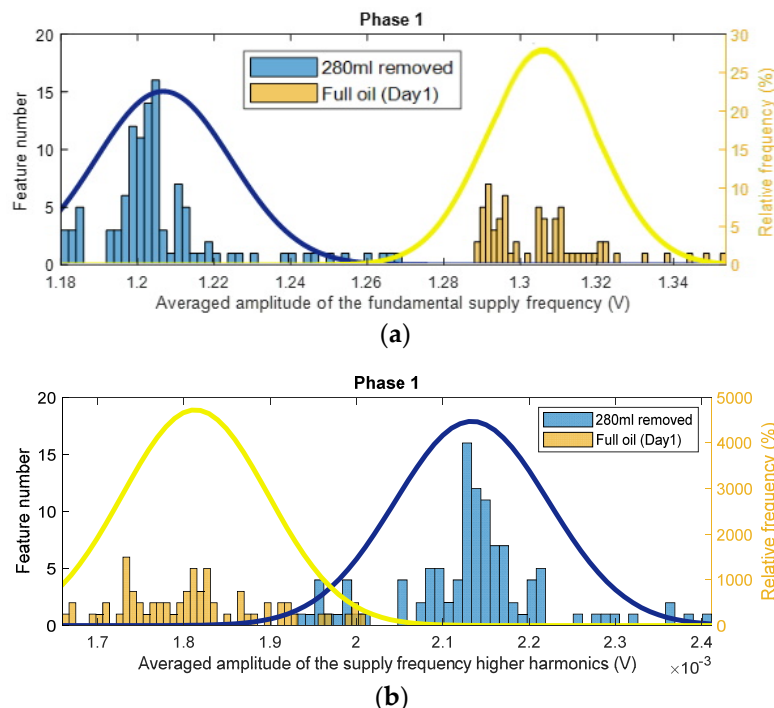 Phase 1
20
15
10
5
0
Feature number
280ml removed
Full oil (Day1)
30
25
20
15
10
5
0
Relative frequency (%)
1.18 1.2 1.22 1.24 1.26 1.28 1.3 1.32 1.34
Averaged amplitude of the fundamental supply frequency (V)
(a)
Phase 1
20
15
10
5
0
Feature number
280ml removed
Full oil (Day1)
5000
4000
3000
2000
1000
0
Relative frequency (%)
1.7 1.8 1.9 2 2.1 2.2 2.3 2.4
Averaged amplitude of the supply frequency higher harmonics (V) ×10⁻³
(b)